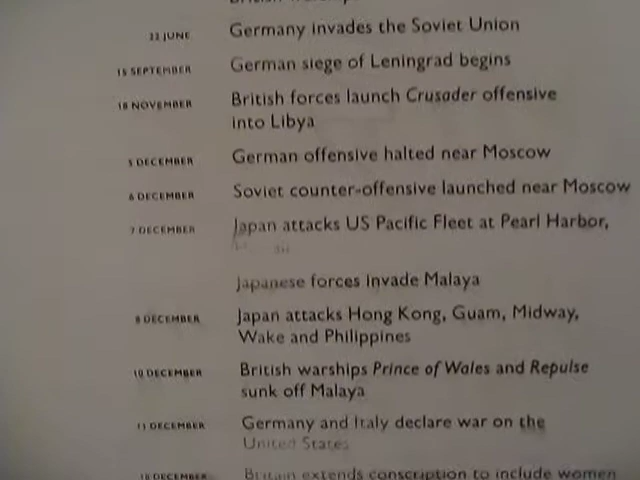 22 JUNE Germany invades the Soviet Union
15 SEPTEMBER German siege of Leningrad begins
18 NOVEMBER British forces launch Crusader offensive
into Libya
5 DECEMBER German offensive halted near Moscow
6 DECEMBER Soviet counter-offensive launched near Moscow
7 DECEMBER Japan attacks US Pacific Fleet at Pearl Harbor,
Japanese forces invade Malaya
8 DECEMBER Japan attacks Hong Kong, Guam, Midway,
Wake and Philippines
10 DECEMBER British warships Prince of Wales and Repulse
sunk off Malaya
11 DECEMBER Germany and Italy declare war on the
United States
18 DECEMBER Britain extends conscription to include women